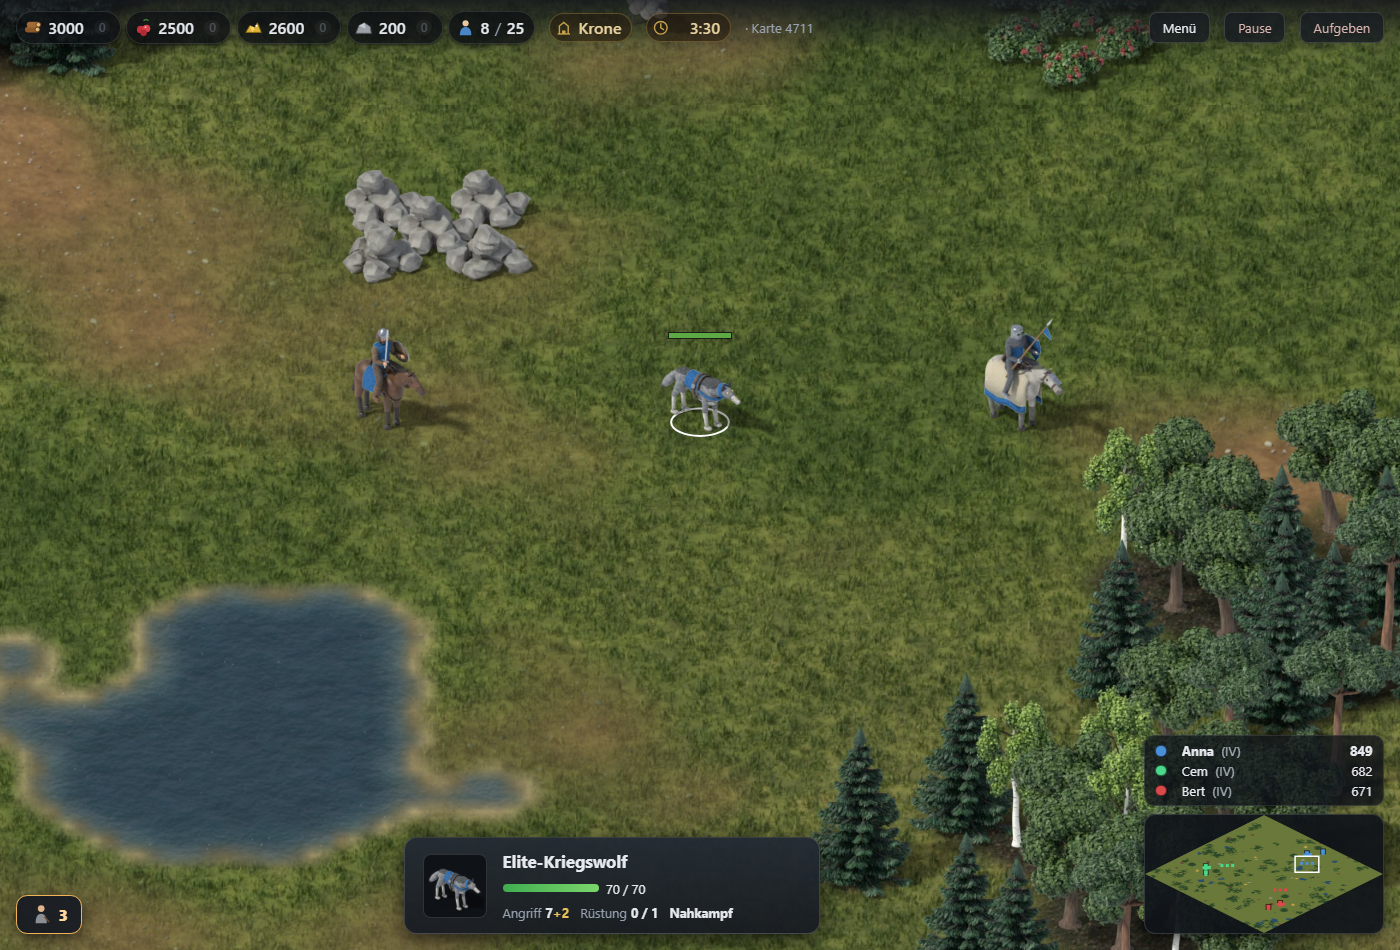 3000 0 2500 0 2600 0 200 0 8 / 25 Krone 3:30 · Karte 4711 Menü Pause Aufgeben
Anna (IV) 849
Cem (IV) 682
Bert (IV) 671
Elite-Kriegswolf
70 / 70
Angriff 7+2 Rüstung 0 / 1 Nahkampf
3